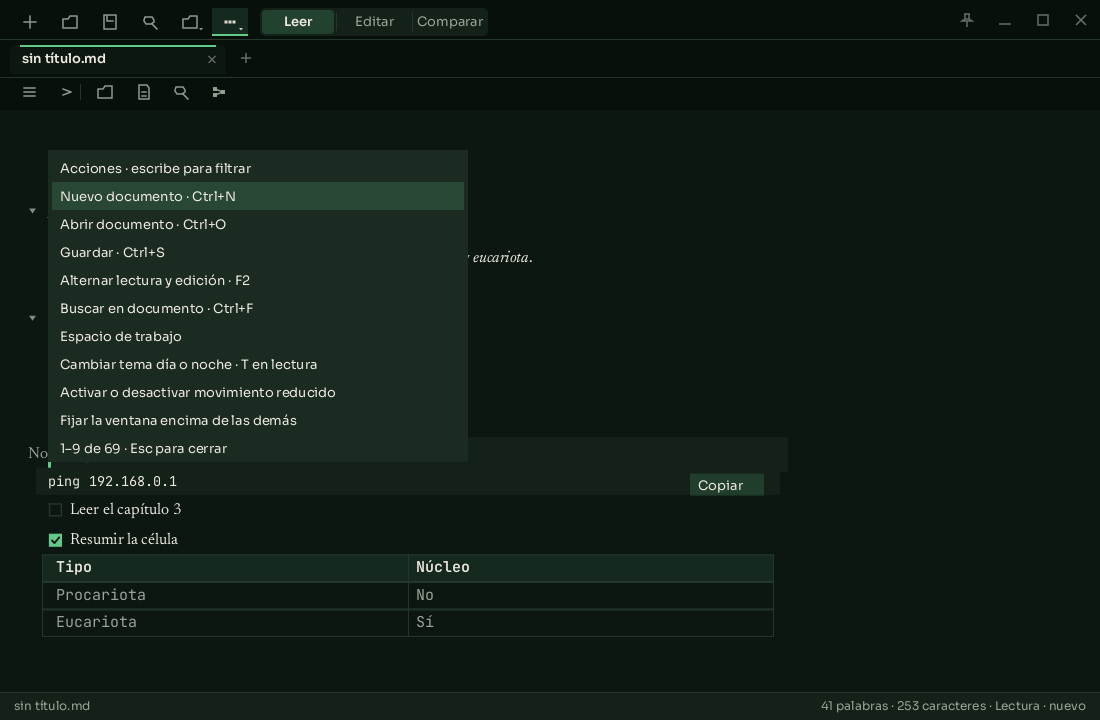 Leer Editar Comparar
sin título.md
Acciones · escribe para filtrar
Nuevo documento · Ctrl+N
Abrir documento · Ctrl+O
Guardar · Ctrl+S
eucariota.
Alternar lectura y edición · F2
Buscar en documento · Ctrl+F
Espacio de trabajo
Cambiar tema día o noche · T en lectura
Activar o desactivar movimiento reducido
Fijar la ventana encima de las demás
1–9 de 69 · Esc para cerrar
No
ping 192.168.0.1
Copiar
Leer el capítulo 3
Resumir la célula
Tipo Núcleo
Procariota No
Eucariota Sí
sin título.md
41 palabras · 253 caracteres · Lectura · nuevo